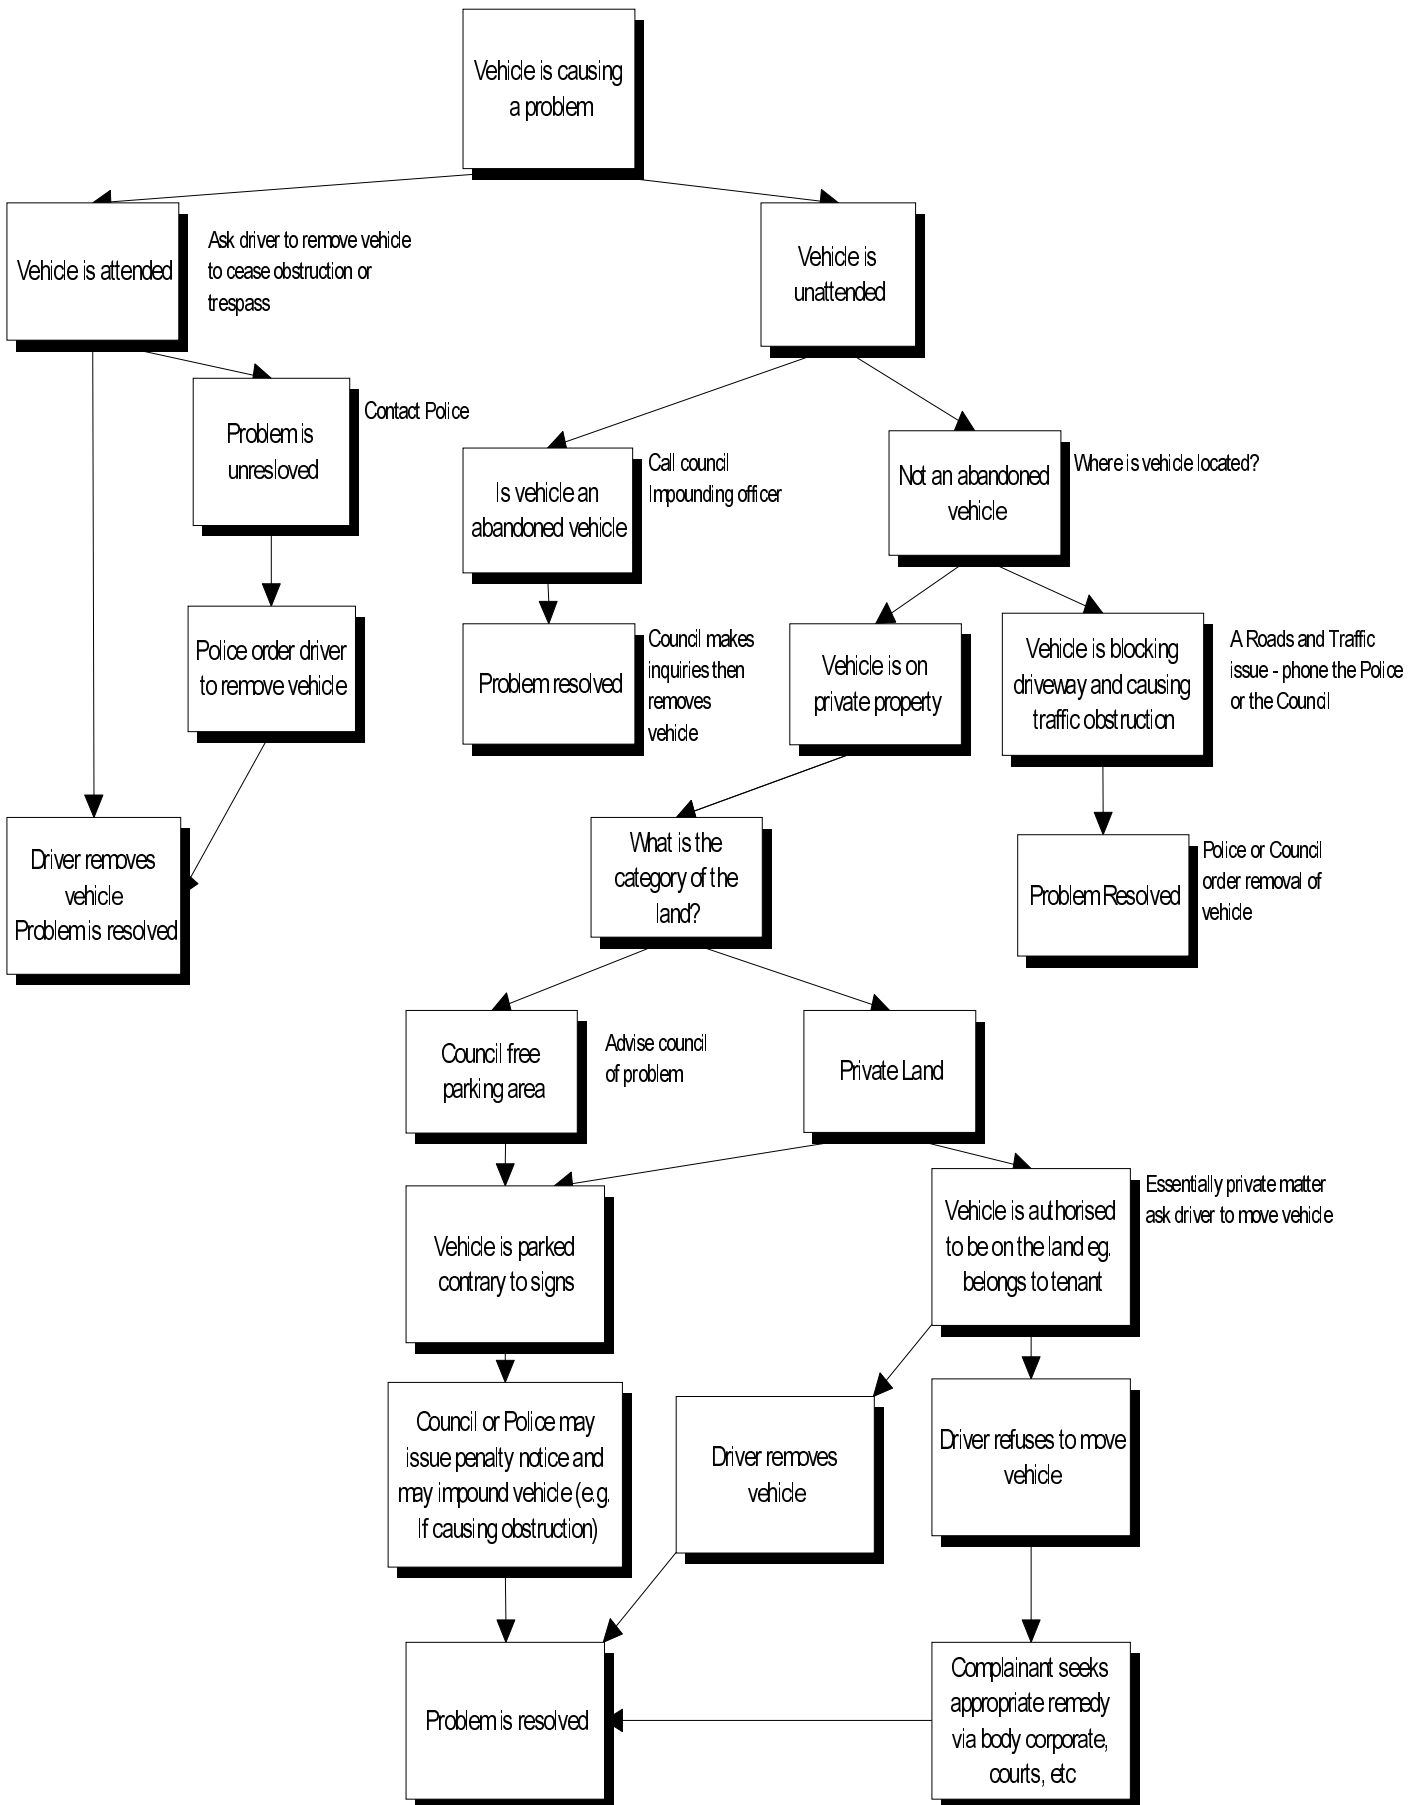 Vehicle is causing
a problem
Vehicle is attended
Ask driver to remove vehicle
to cease obstruction or
trespass
Vehicle is
unattended
Problem is
unresloved
Contact Police
Is vehicle an
abandoned vehicle
Call council
Impounding officer
Not an abandoned
vehicle
Where is vehicle located?
Police order driver
to remove vehicle
Problem resolved
Council makes
inquiries then
removes
vehicle
Vehicle is on
private property
Vehicle is blocking
driveway and causing
traffic obstruction
A Roads and Traffic
issue - phone the Police
or the Council
Driver removes
vehicle
Problem is resolved
What is the
category of the
land?
Problem Resolved
Police or Council
order removal of
vehicle
Council free
parking area
Advise council
of problem
Private Land
Vehicle is parked
contrary to signs
Vehicle is authorised
to be on the land eg.
belongs to tenant
Essentially private matter
ask driver to move vehicle
Council or Police may
issue penalty notice and
may impound vehicle (e.g.
If causing obstruction)
Driver removes
vehicle
Driver refuses to move
vehicle
Problem is resolved
Complainant seeks
appropriate remedy
via body corporate,
courts, etc